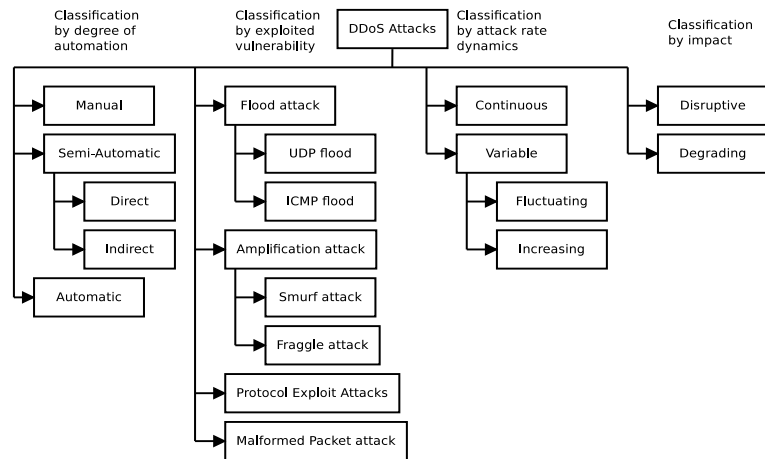 Classification
by degree of
automation
Classification
by exploited
vulnerability
DDoS Attacks
Classification
by attack rate
dynamics
Classification
by impact
Manual
Semi-Automatic
Direct
Indirect
Automatic
Flood attack
UDP flood
ICMP flood
Amplification attack
Smurf attack
Fraggle attack
Protocol Exploit Attacks
Malformed Packet attack
Continuous
Variable
Fluctuating
Increasing
Disruptive
Degrading